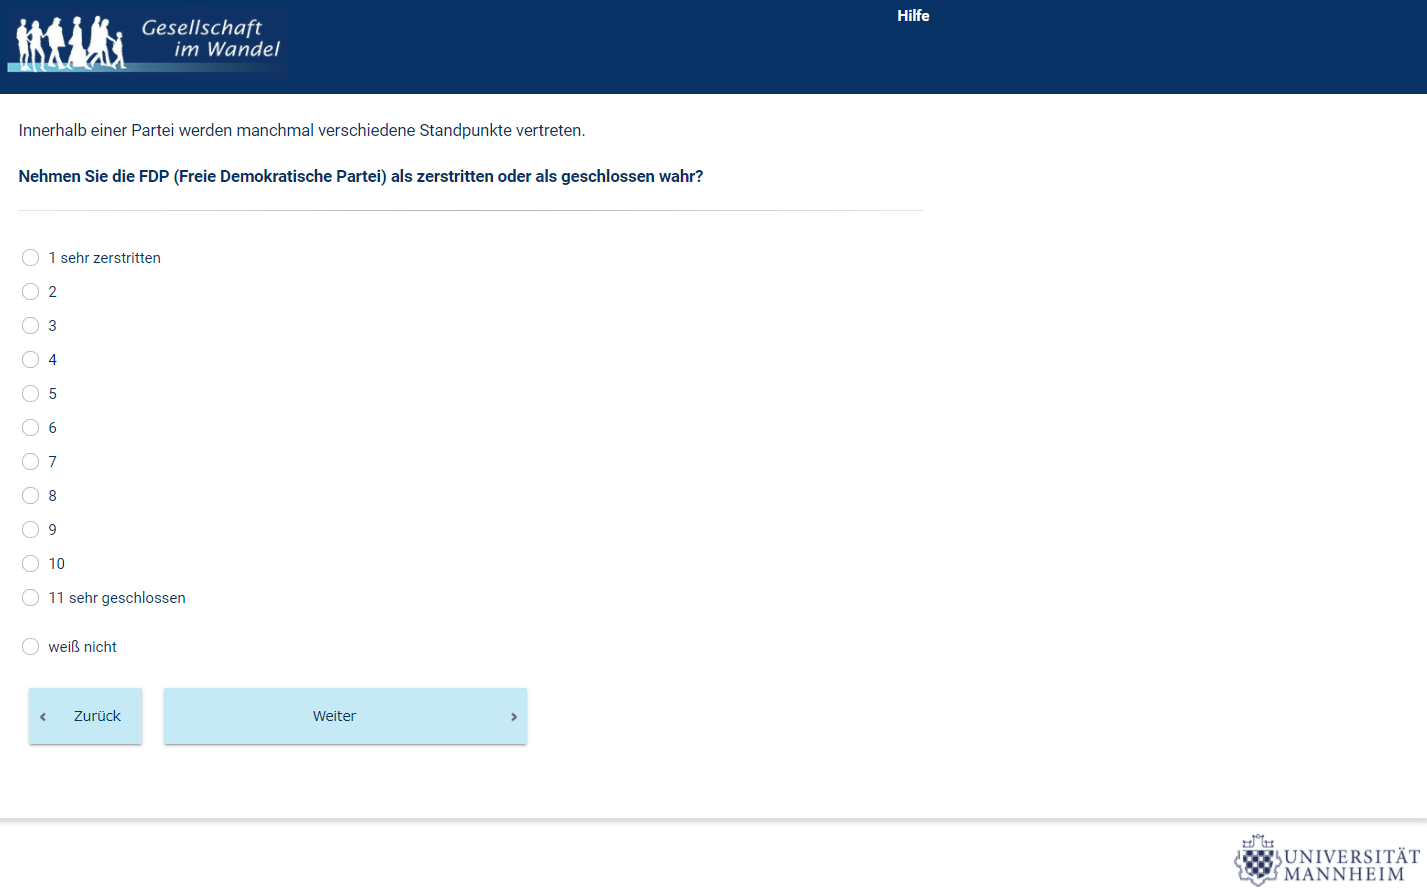 Gesellschaft
im Wandel
Hilfe
Innerhalb einer Partei werden manchmal verschiedene Standpunkte vertreten.
Nehmen Sie die FDP (Freie Demokratische Partei) als zerstritten oder als geschlossen wahr?
1 sehr zerstritten
2
3
4
5
6
7
8
9
10
11 sehr geschlossen
weiß nicht
‹ Zurück
Weiter ›
UNIVERSITÄT
MANNHEIM